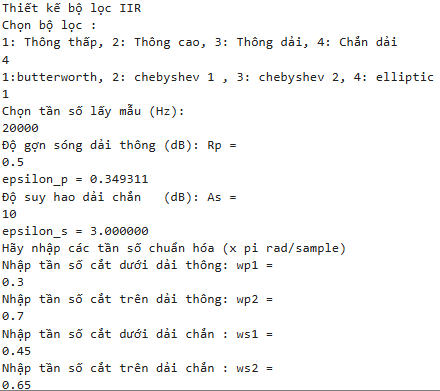 Thiết kế bộ lọc IIR
Chọn bộ lọc :
1: Thông thấp, 2: Thông cao, 3: Thông dải, 4: Chắn dải
4
1:butterworth, 2: chebyshev 1 , 3: chebyshev 2, 4: elliptic
1
Chọn tần số lấy mẫu (Hz):
20000
Độ gợn sóng dải thông (dB): Rp =
0.5
epsilon_p = 0.349311
Độ suy hao dải chắn   (dB): As =
10
epsilon_s = 3.000000
Hãy nhập các tần số chuẩn hóa (x pi rad/sample)
Nhập tần số cắt dưới dải thông: wp1 =
0.3
Nhập tần số cắt trên dải thông: wp2 =
0.7
Nhập tần số cắt dưới dải chắn : ws1 =
0.45
Nhập tần số cắt trên dải chắn : ws2 =
0.65